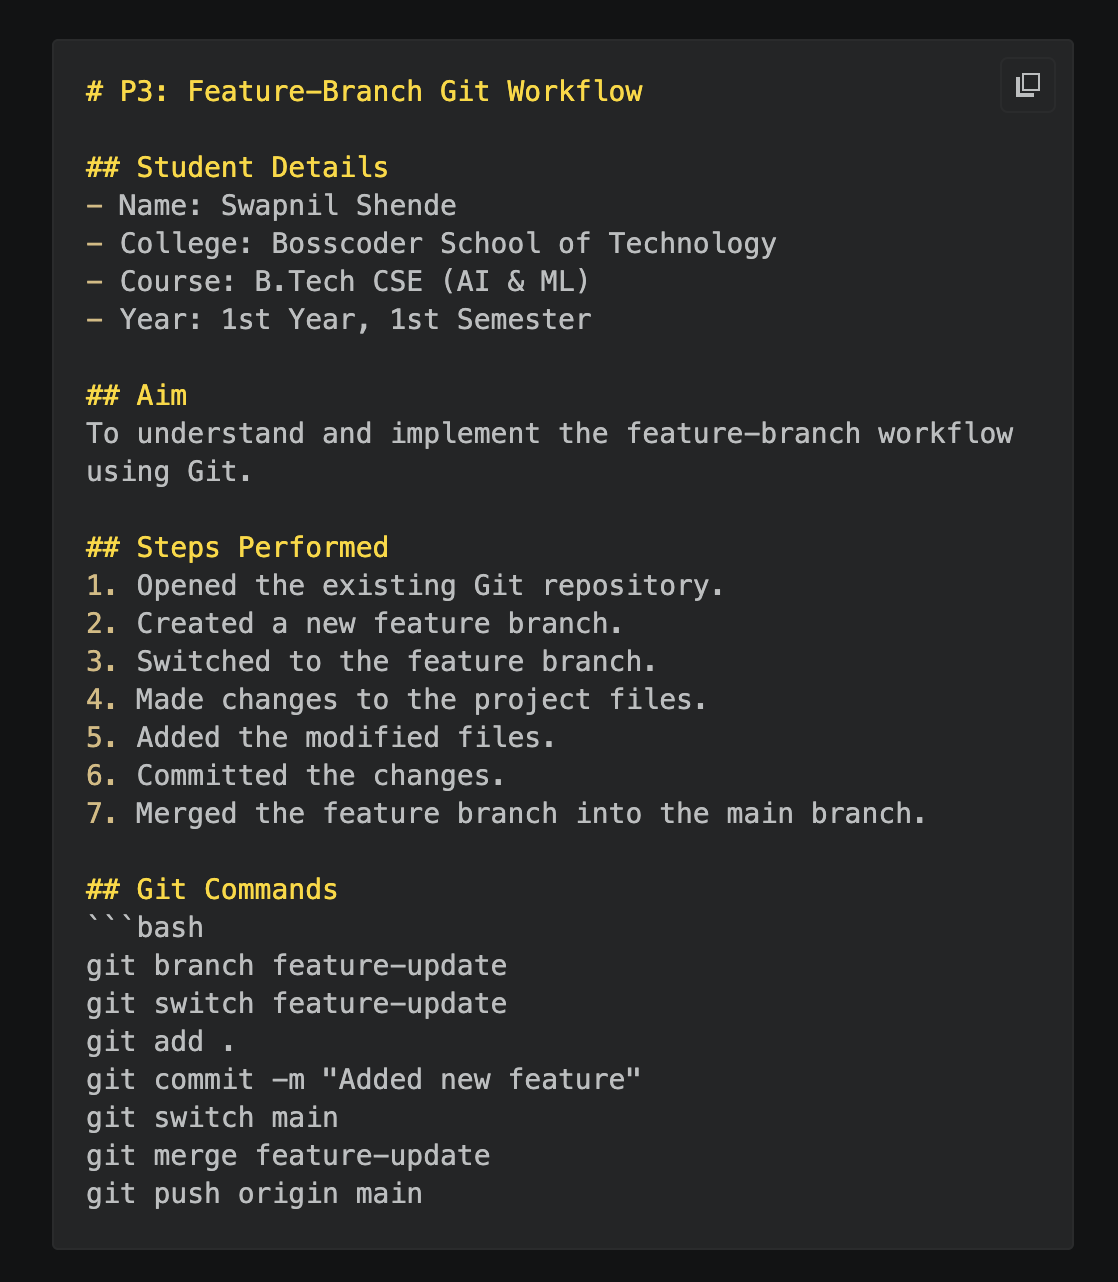 # P3: Feature-Branch Git Workflow
## Student Details
- Name: Swapnil Shende
- College: Bosscoder School of Technology
- Course: B.Tech CSE (AI & ML)
- Year: 1st Year, 1st Semester
## Aim
To understand and implement the feature-branch workflow
using Git.
## Steps Performed
1. Opened the existing Git repository.
2. Created a new feature branch.
3. Switched to the feature branch.
4. Made changes to the project files.
5. Added the modified files.
6. Committed the changes.
7. Merged the feature branch into the main branch.
## Git Commands
```bash
git branch feature-update
git switch feature-update
git add .
git commit -m "Added new feature"
git switch main
git merge feature-update
git push origin main